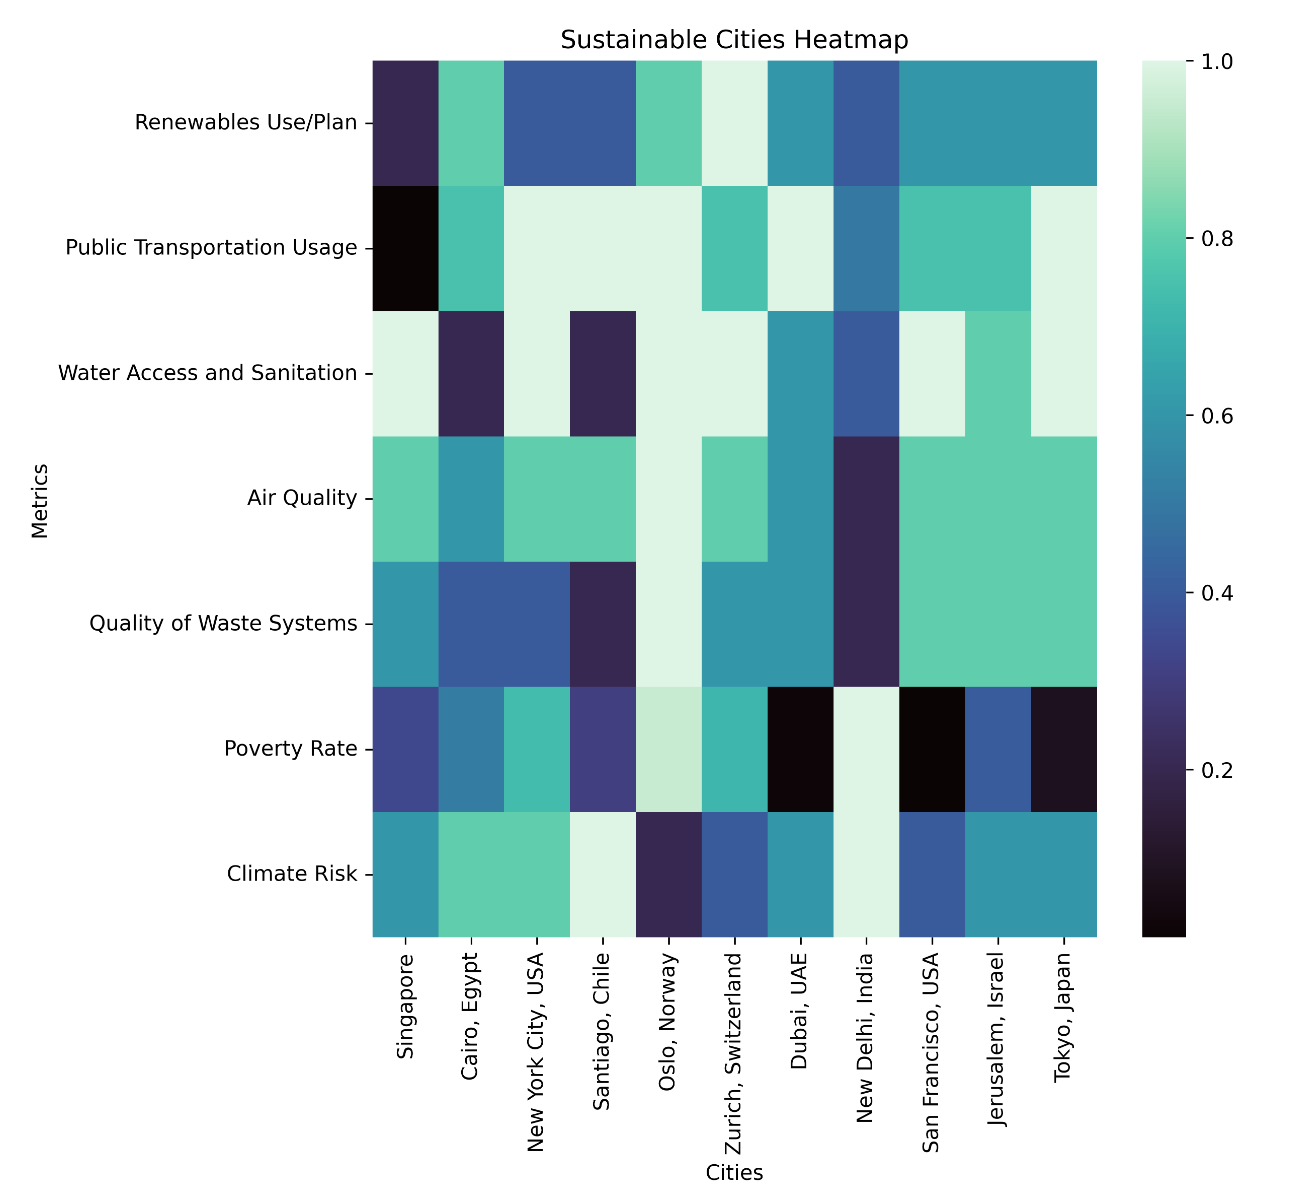 Sustainable Cities Heatmap
Renewables Use/Plan
Public Transportation Usage
Water Access and Sanitation
Air Quality
Quality of Waste Systems
Poverty Rate
Climate Risk
Metrics
Singapore
Cairo, Egypt
New York City, USA
Santiago, Chile
Oslo, Norway
Zurich, Switzerland
Dubai, UAE
New Delhi, India
San Francisco, USA
Jerusalem, Israel
Tokyo, Japan
Cities
1.0
0.8
0.6
0.4
0.2